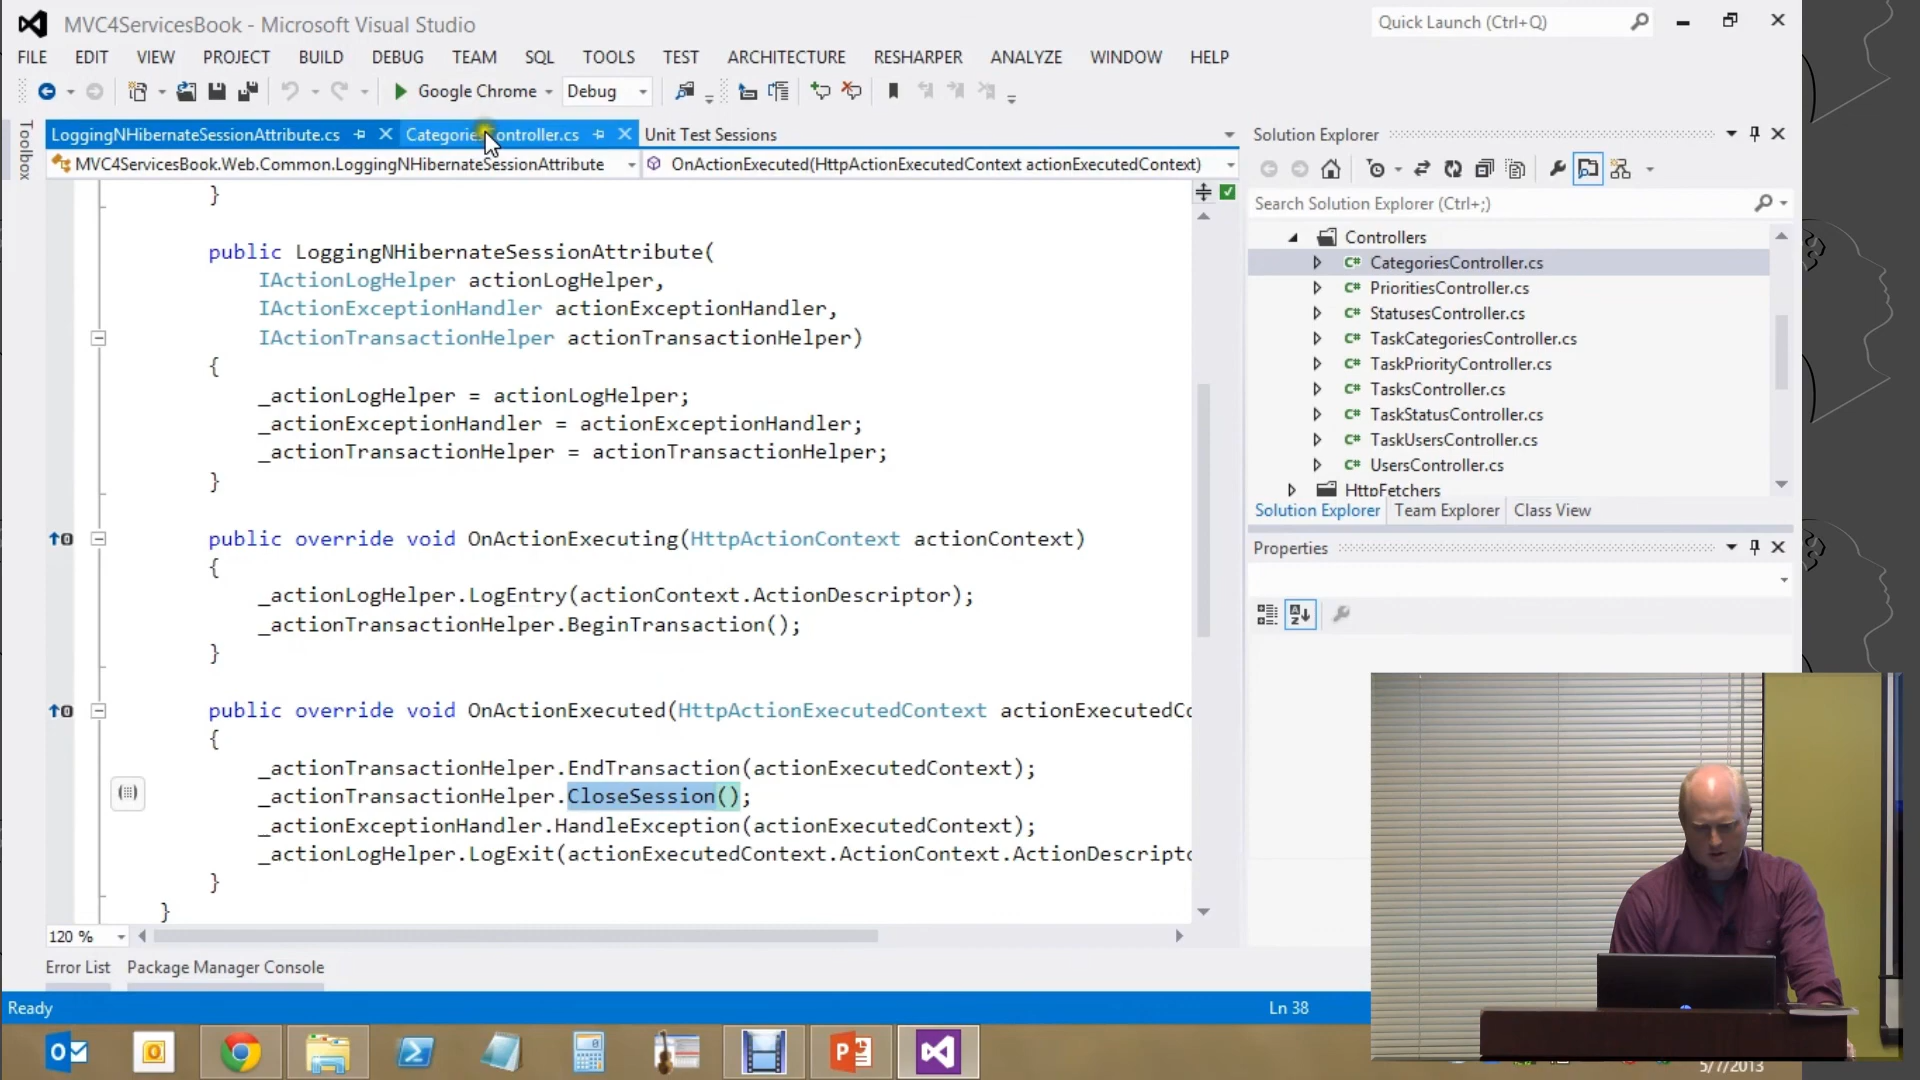 MVC4ServicesBook - Microsoft Visual Studio
Quick Launch (Ctrl+Q)
FILE EDIT VIEW PROJECT BUILD DEBUG TEAM SQL TOOLS TEST ARCHITECTURE RESHARPER ANALYZE WINDOW HELP
Google Chrome Debug
Toolbox
LoggingNHibernateSessionAttribute.cs Unit Test Sessions
MVC4ServicesBook.Web.Common.LoggingNHibernateSessionAttribute OnActionExecuted(HttpActionExecutedContext actionExecutedContext)
}
public LoggingNHibernateSessionAttribute(
IActionLogHelper actionLogHelper,
IActionExceptionHandler actionExceptionHandler,
IActionTransactionHelper actionTransactionHelper)
{
_actionLogHelper = actionLogHelper;
_actionExceptionHandler = actionExceptionHandler;
_actionTransactionHelper = actionTransactionHelper;
}
public override void OnActionExecuting(HttpActionContext actionContext)
{
_actionLogHelper.LogEntry(actionContext.ActionDescriptor);
_actionTransactionHelper.BeginTransaction();
}
public override void OnActionExecuted(HttpActionExecutedContext actionExecutedCo
{
_actionTransactionHelper.EndTransaction(actionExecutedContext);
_actionTransactionHelper.CloseSession();
_actionExceptionHandler.HandleException(actionExecutedContext);
_actionLogHelper.LogExit(actionExecutedContext.ActionContext.ActionDescripto
}
}
120 %
Error List Package Manager Console
Ready
Ln 38
Solution Explorer
Search Solution Explorer (Ctrl+;)
Controllers
C# CategoriesController.cs
C# PrioritiesController.cs
C# StatusesController.cs
C# TaskCategoriesController.cs
C# TaskPriorityController.cs
C# TasksController.cs
C# TaskStatusController.cs
C# TaskUsersController.cs
C# UsersController.cs
HttpFetchers
Solution Explorer Team Explorer Class View
Properties
5/7/2013